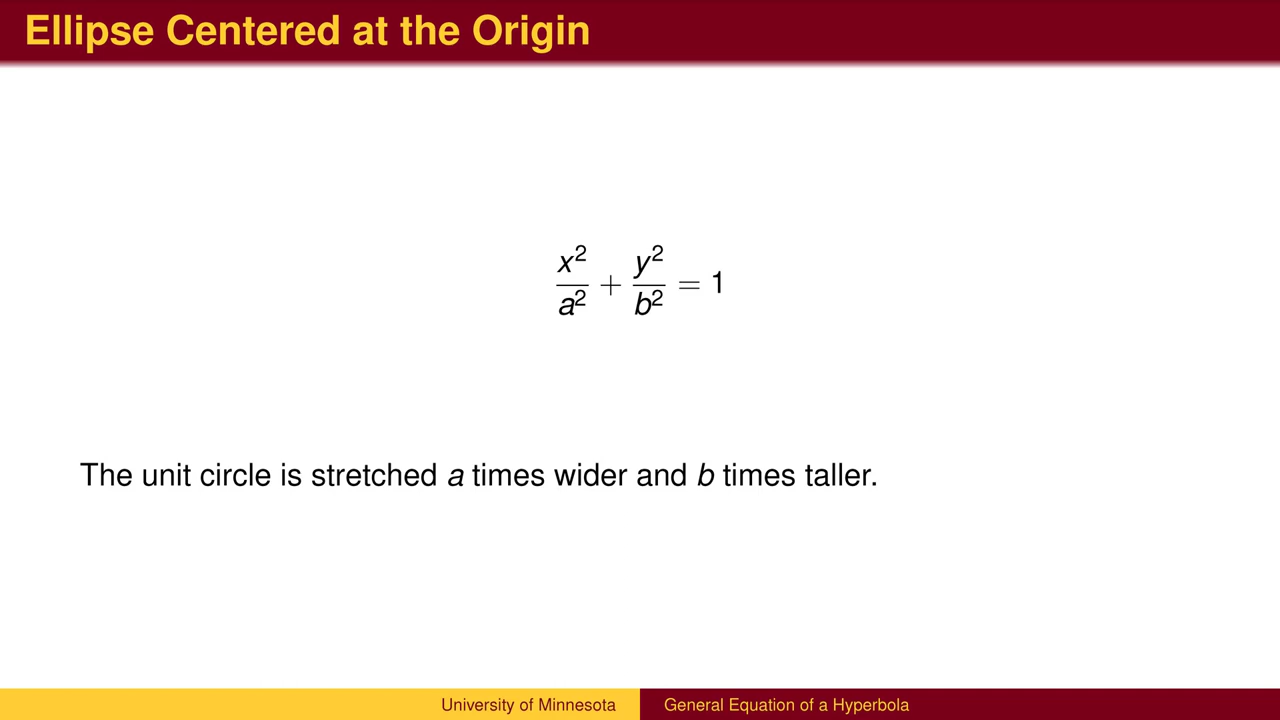 Ellipse Centered at the Origin
x²/a² + y²/b² = 1
The unit circle is stretched a times wider and b times taller.
University of Minnesota General Equation of a Hyperbola